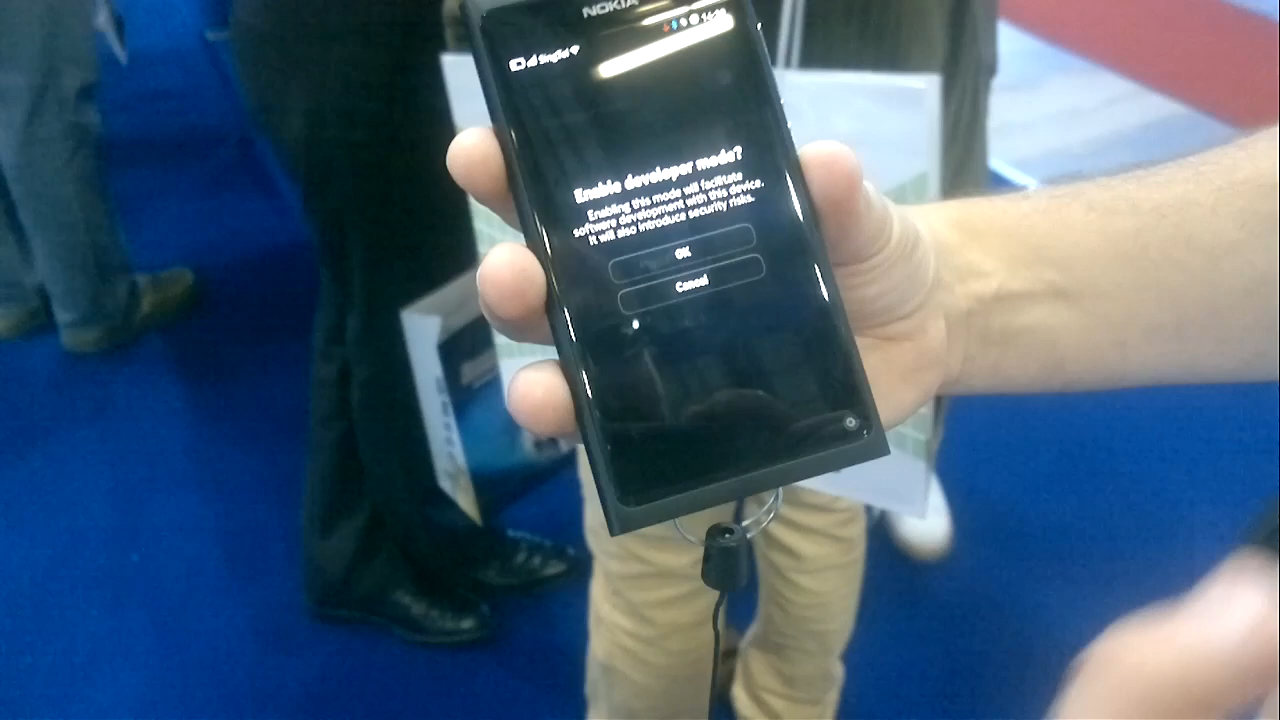 NOKIA
SingTel
Enable developer mode?
Enabling this mode will facilitate
software development with this device.
It will also introduce security risks.
OK
Cancel